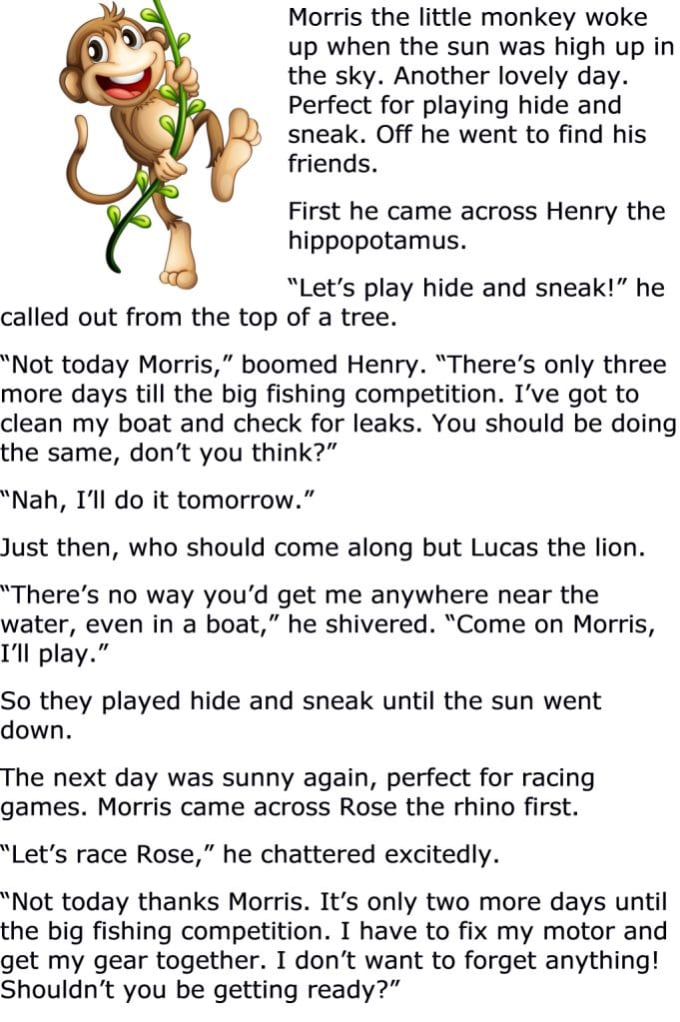 Morris the little monkey woke
up when the sun was high up in
the sky. Another lovely day.
Perfect for playing hide and
sneak. Off he went to find his
friends.
First he came across Henry the
hippopotamus.
“Let’s play hide and sneak!” he
called out from the top of a tree.
“Not today Morris,” boomed Henry. “There’s only three
more days till the big fishing competition. I’ve got to
clean my boat and check for leaks. You should be doing
the same, don’t you think?”
“Nah, I’ll do it tomorrow.”
Just then, who should come along but Lucas the lion.
“There’s no way you’d get me anywhere near the
water, even in a boat,” he shivered. “Come on Morris,
I’ll play.”
So they played hide and sneak until the sun went
down.
The next day was sunny again, perfect for racing
games. Morris came across Rose the rhino first.
“Let’s race Rose,” he chattered excitedly.
“Not today thanks Morris. It’s only two more days until
the big fishing competition. I have to fix my motor and
get my gear together. I don’t want to forget anything!
Shouldn’t you be getting ready?”